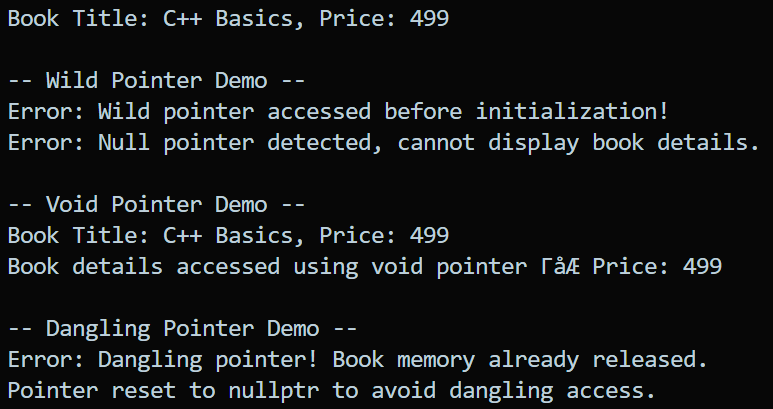 Book Title: C++ Basics, Price: 499
-- Wild Pointer Demo --
Error: Wild pointer accessed before initialization!
Error: Null pointer detected, cannot display book details.
-- Void Pointer Demo --
Book Title: C++ Basics, Price: 499
Book details accessed using void pointer ΓåÆ Price: 499
-- Dangling Pointer Demo --
Error: Dangling pointer! Book memory already released.
Pointer reset to nullptr to avoid dangling access.